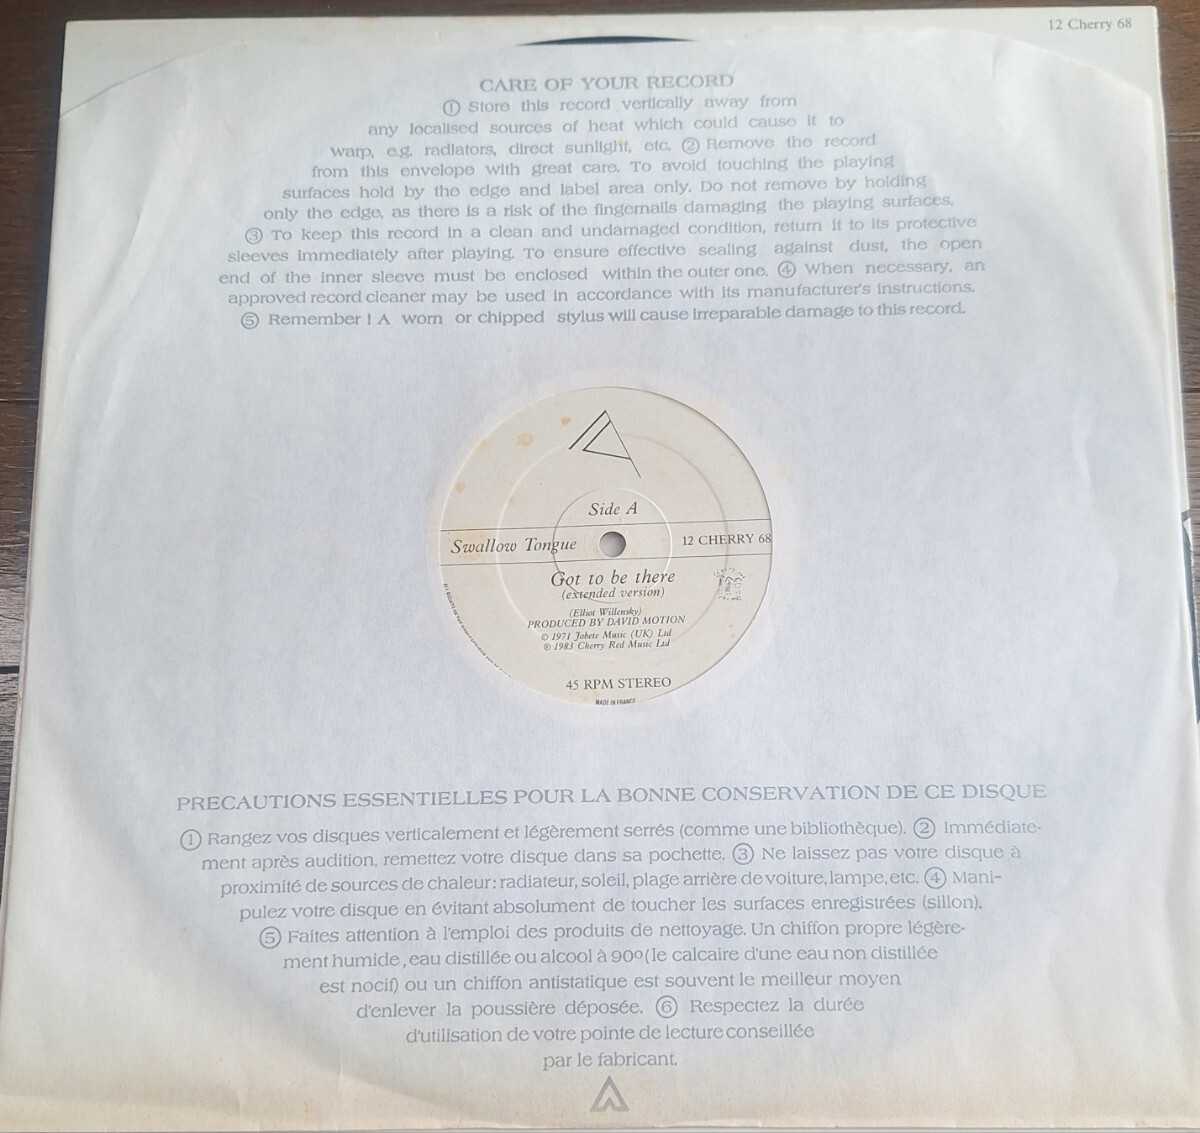 12 Cherry 68
CARE OF YOUR RECORD
① Store this record vertically away from
any localised sources of heat which could cause it to
warp, e.g. radiators, direct sunlight, etc. ② Remove the record
from this envelope with great care. To avoid touching the playing
surfaces hold by the edge and label area only. Do not remove by holding
only the edge, as there is a risk of the fingernails damaging the playing surfaces.
③ To keep this record in a clean and undamaged condition, return it to its protective
sleeves immediately after playing. To ensure effective sealing against dust, the open
end of the inner sleeve must be enclosed within the outer one. ④ When necessary, an
approved record cleaner may be used in accordance with its manufacturer's instructions.
⑤ Remember ! A worn or chipped stylus will cause irreparable damage to this record.
Side A
Swallow Tongue
12 CHERRY 68
Got to be there
(extended version)
(Elliot Willensky)
PRODUCED BY DAVID MOTION
© 1971 Jobete Music (UK) Ltd
℗ 1983 Cherry Red Music Ltd
45 RPM STEREO
MADE IN FRANCE
PRECAUTIONS ESSENTIELLES POUR LA BONNE CONSERVATION DE CE DISQUE
① Rangez vos disques verticalement et légèrement serrés (comme une bibliothèque). ② Immédiate-
ment après audition, remettez votre disque dans sa pochette. ③ Ne laissez pas votre disque à
proximité de sources de chaleur: radiateur, soleil, plage arrière de voiture, lampe, etc. ④ Mani-
pulez votre disque en évitant absolument de toucher les surfaces enregistrées (sillon).
⑤ Faites attention à l'emploi des produits de nettoyage. Un chiffon propre légère-
ment humide, eau distillée ou alcool à 90° (le calcaire d'une eau non distillée
est nocif) ou un chiffon antistatique est souvent le meilleur moyen
d'enlever la poussière déposée. ⑥ Respectez la durée
d'utilisation de votre pointe de lecture conseillée
par le fabricant.